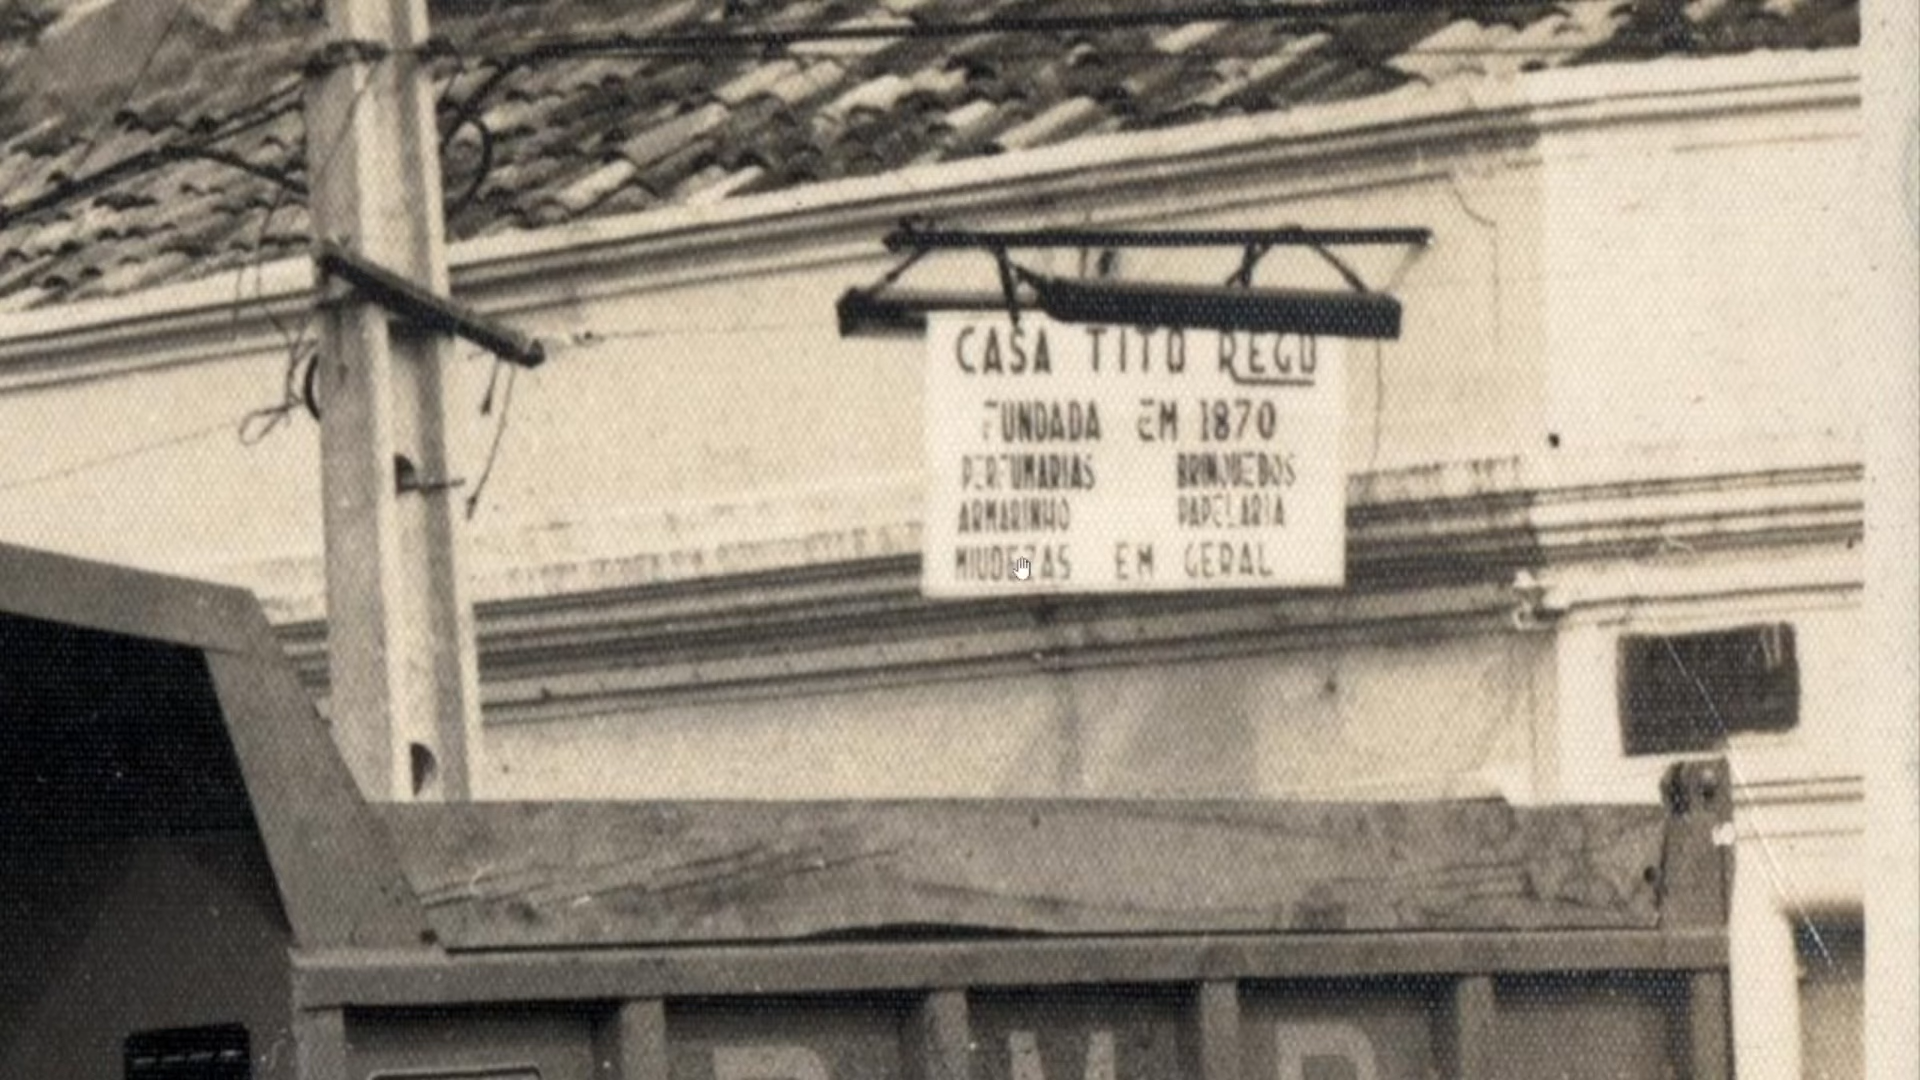 CASA TITO REGO
FUNDADA EM 1870
PERFUMARIAS BRINQUEDOS
ARMARINHO PAPELARIA
MIUDEZAS EM GERAL